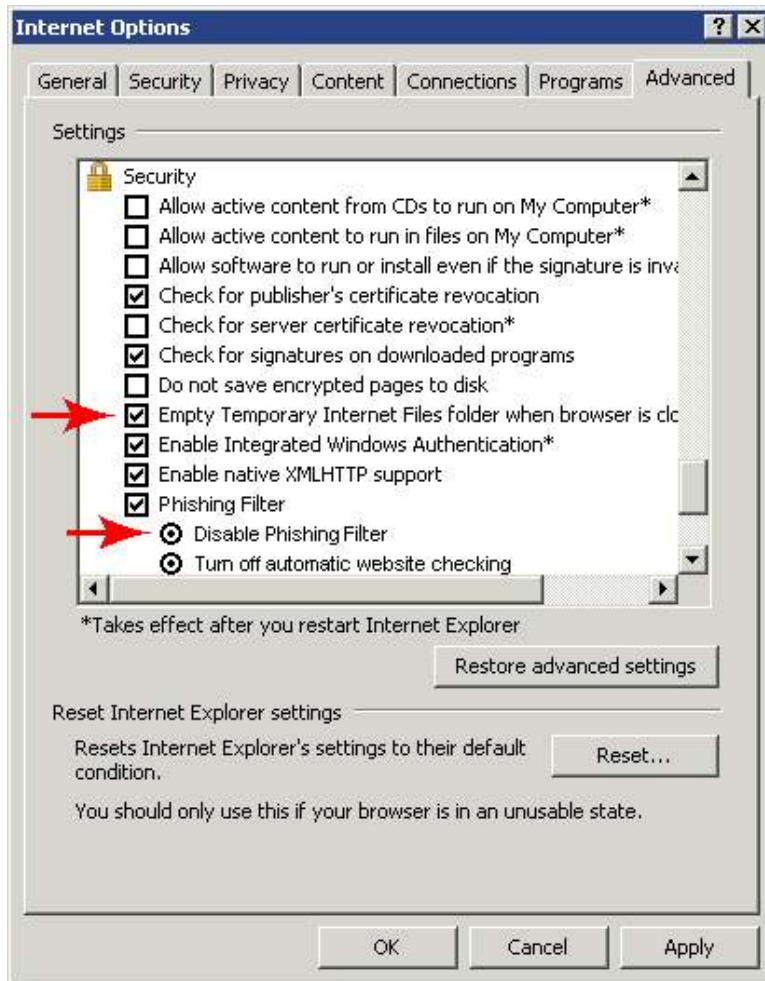 Internet Options
General Security Privacy Content Connections Programs Advanced
Settings
Security
Allow active content from CDs to run on My Computer*
Allow active content to run in files on My Computer*
Allow software to run or install even if the signature is inva
Check for publisher's certificate revocation
Check for server certificate revocation*
Check for signatures on downloaded programs
Do not save encrypted pages to disk
Empty Temporary Internet Files folder when browser is clo
Enable Integrated Windows Authentication*
Enable native XMLHTTP support
Phishing Filter
Disable Phishing Filter
Turn off automatic website checking
*Takes effect after you restart Internet Explorer
Restore advanced settings
Reset Internet Explorer settings
Resets Internet Explorer's settings to their default
condition.
Reset...
You should only use this if your browser is in an unusable state.
OK Cancel Apply